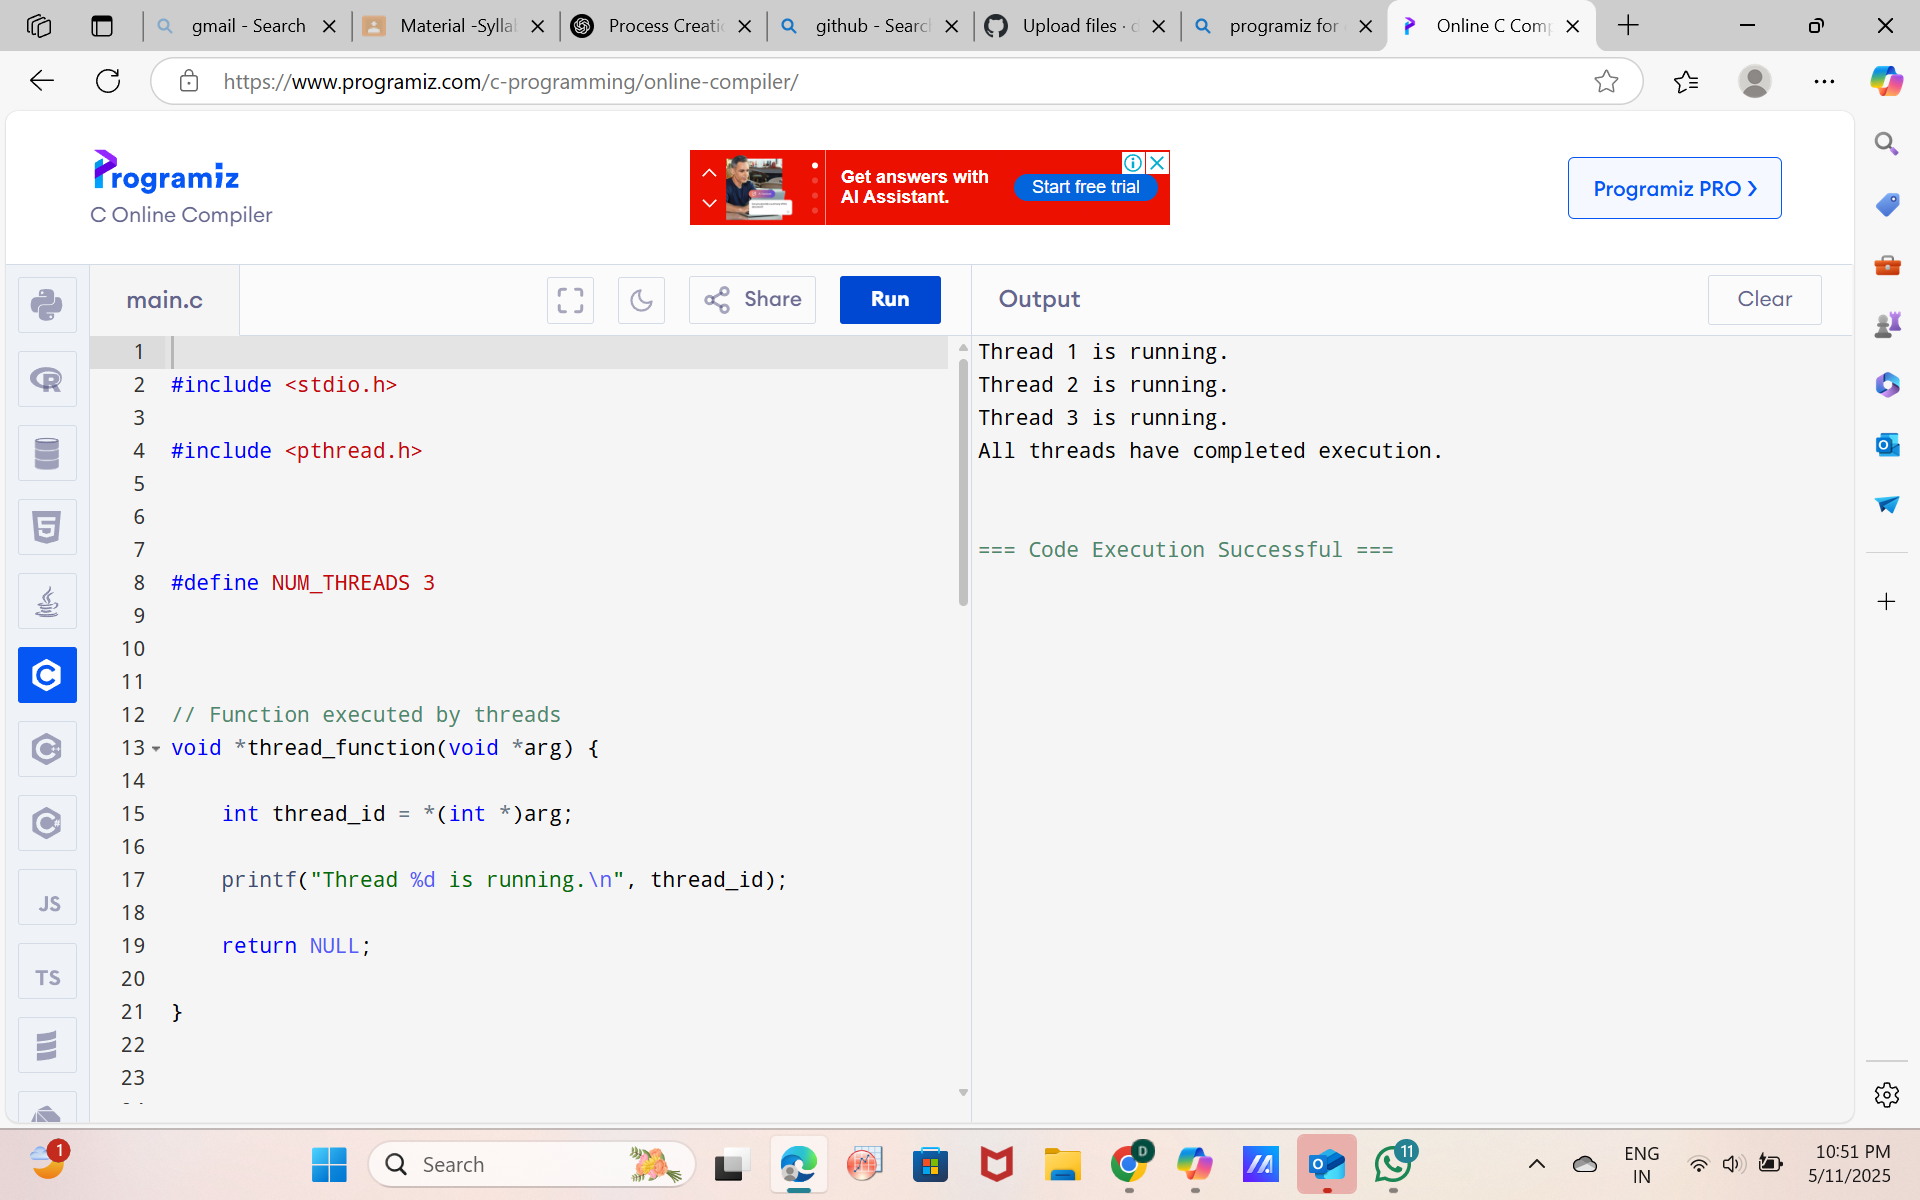 gmail - Search
Material -Sylla
Process Creati
github - Searc
Upload files · d
programiz for
Online C Comp
https://www.programiz.com/c-programming/online-compiler/
Programiz
C Online Compiler
Get answers with
AI Assistant.
Start free trial
Programiz PRO
main.c
Share
Run
Output
Clear
1
2 #include <stdio.h>
3
4 #include <pthread.h>
5
6
7
8 #define NUM_THREADS 3
9
10
11
12 // Function executed by threads
13 void *thread_function(void *arg) {
14
15 int thread_id = *(int *)arg;
16
17 printf("Thread %d is running.\n", thread_id);
18
19 return NULL;
20
21 }
22
23
Thread 1 is running.
Thread 2 is running.
Thread 3 is running.
All threads have completed execution.
=== Code Execution Successful ===
JS
TS
1
Search
D
11
ENG
IN
10:51 PM
5/11/2025